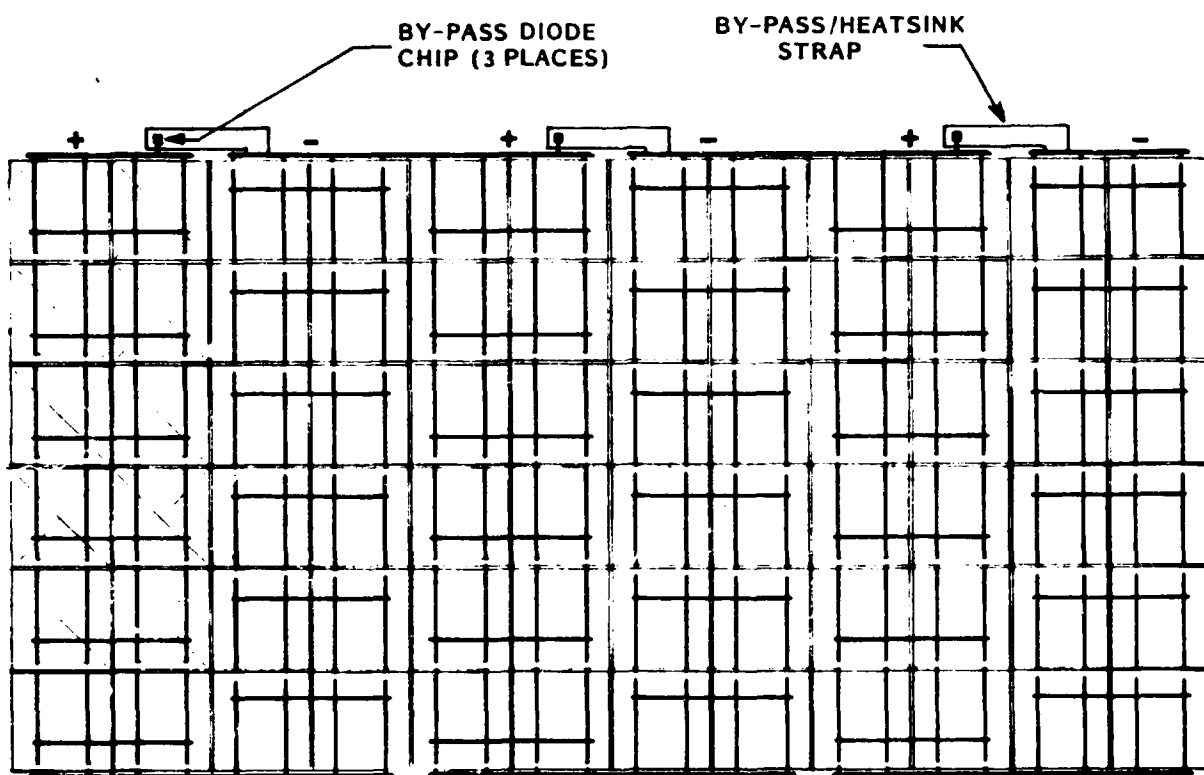 BY-PASS DIODE
CHIP (3 PLACES)
BY-PASS/HEATSINK
STRAP
+ - + - + -